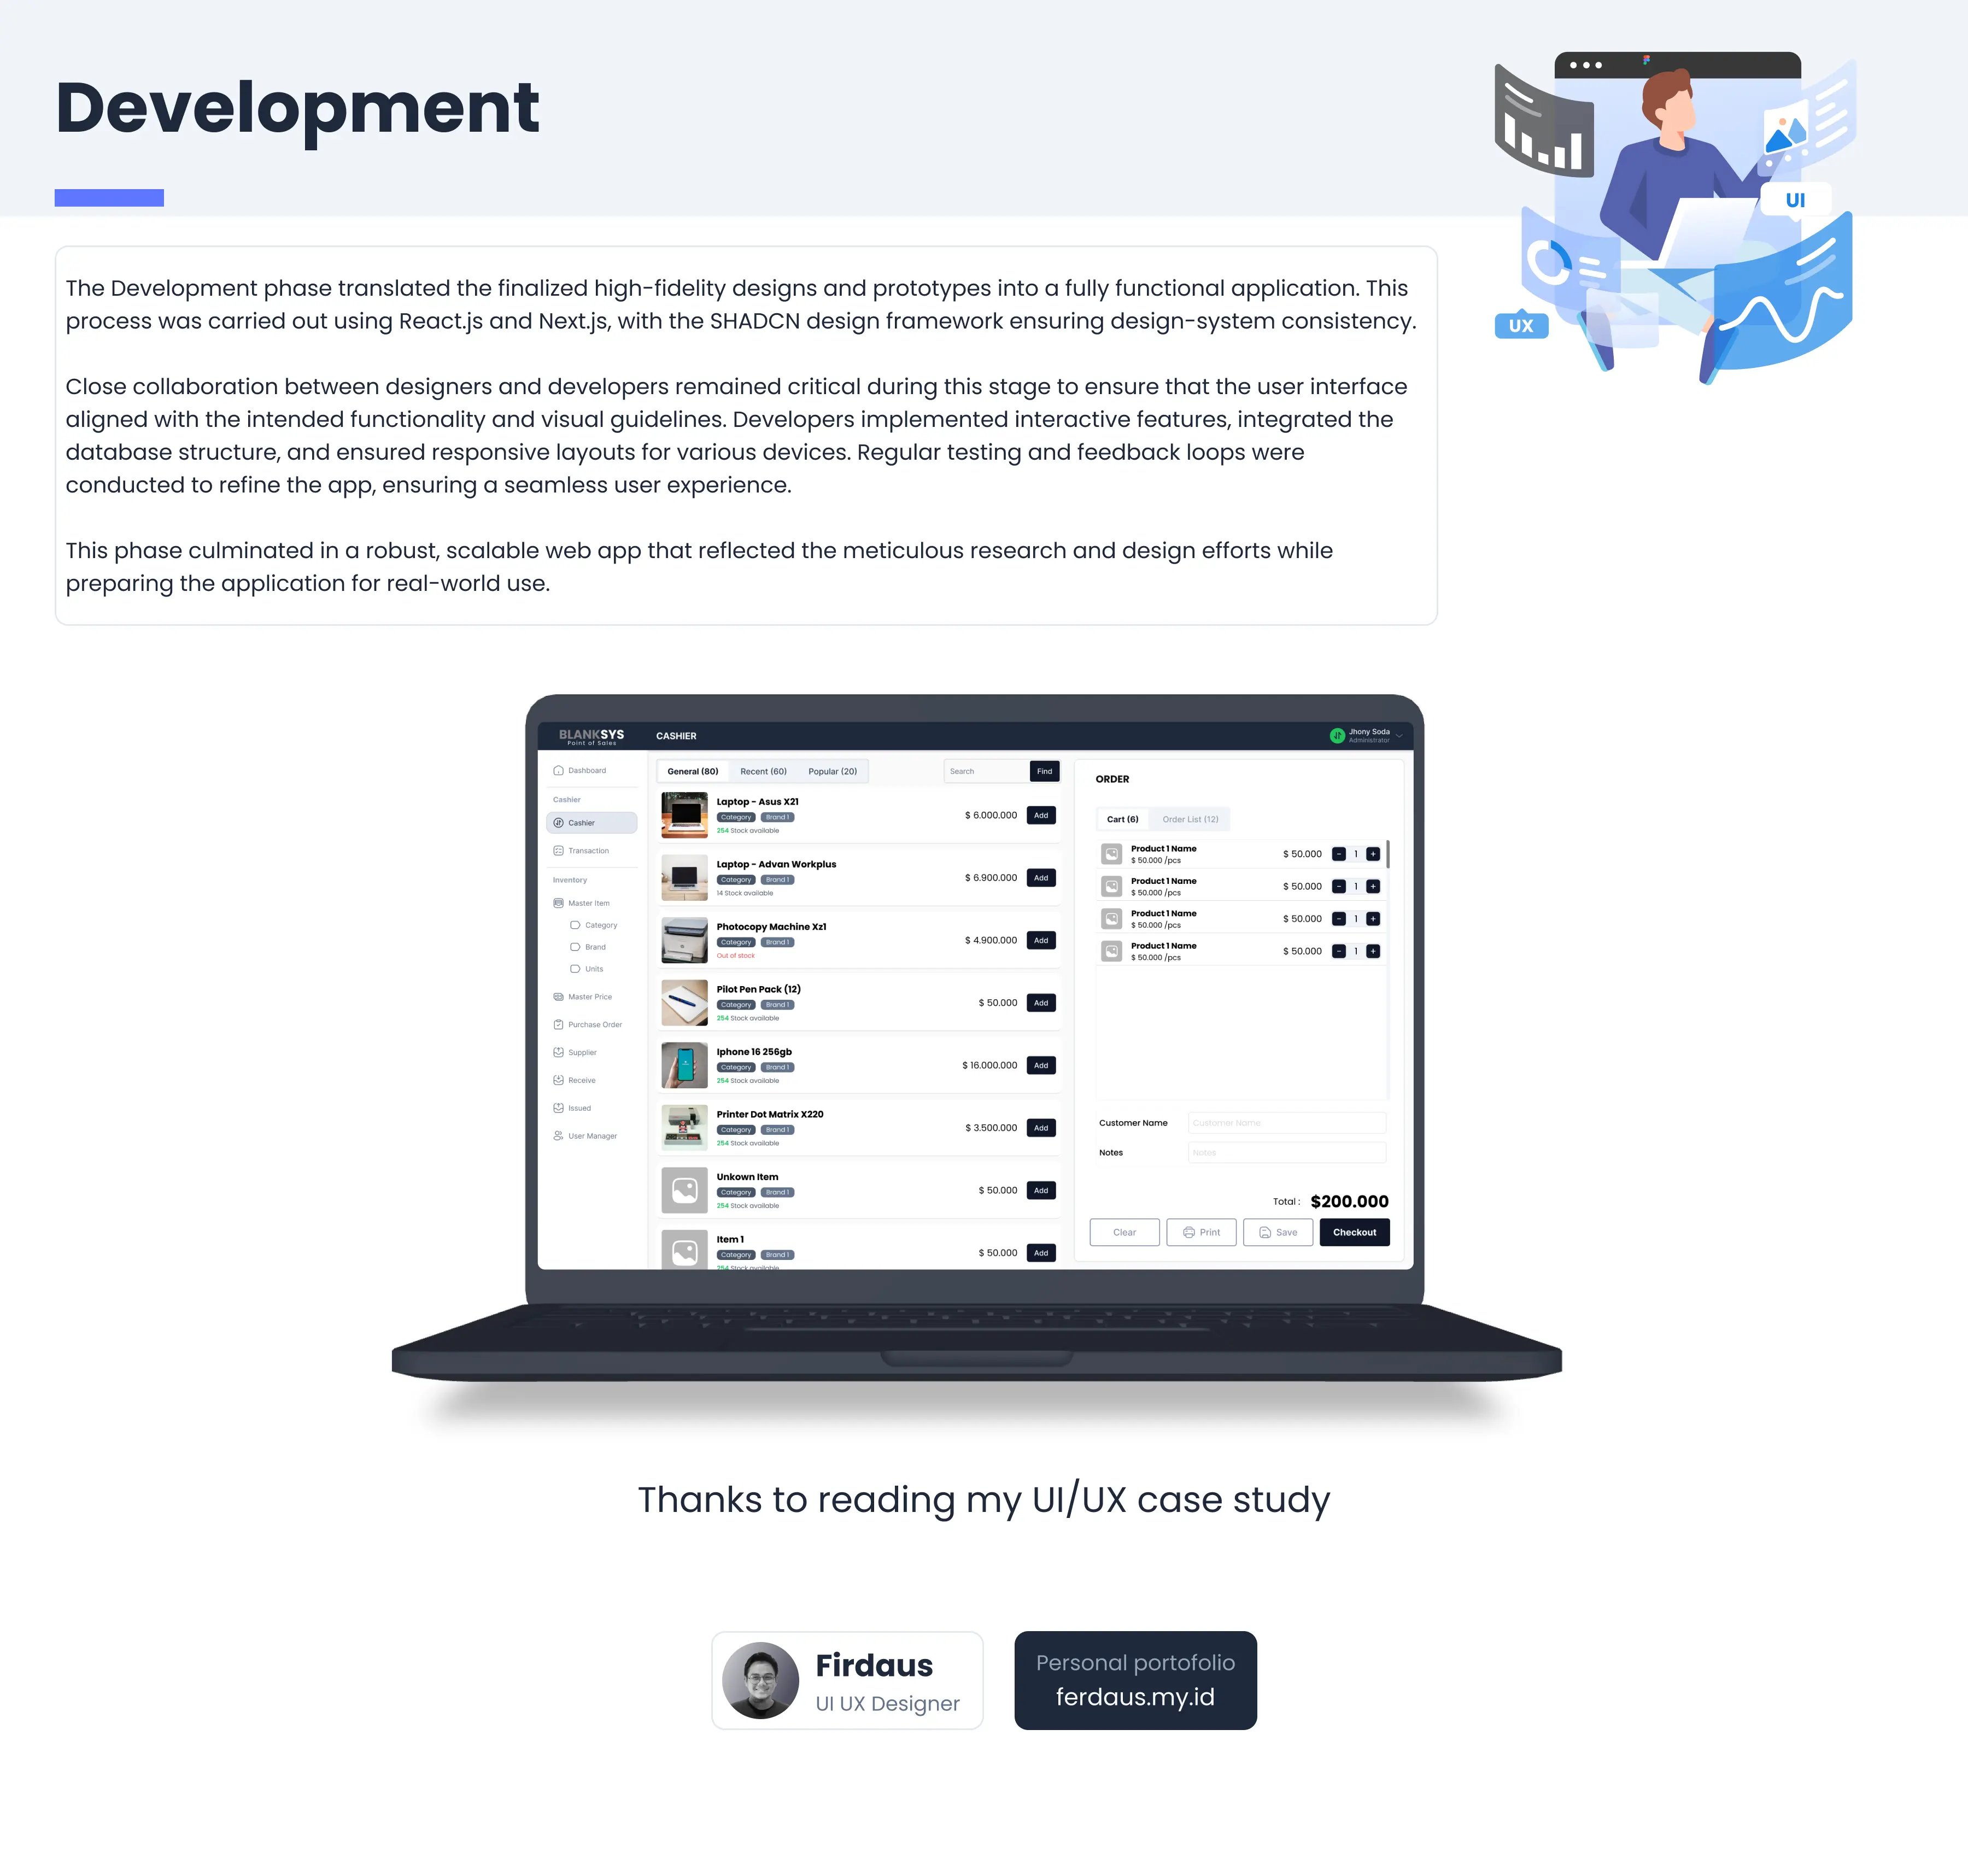 Development
UI
UX
The Development phase translated the finalized high-fidelity designs and prototypes into a fully functional application. This
process was carried out using React.js and Next.js, with the SHADCN design framework ensuring design-system consistency.
Close collaboration between designers and developers remained critical during this stage to ensure that the user interface
aligned with the intended functionality and visual guidelines. Developers implemented interactive features, integrated the
database structure, and ensured responsive layouts for various devices. Regular testing and feedback loops were
conducted to refine the app, ensuring a seamless user experience.
This phase culminated in a robust, scalable web app that reflected the meticulous research and design efforts while
preparing the application for real-world use.
BLANKSYS
Point of Sales
CASHIER
Jhony Soda
Administrator
Dashboard
Cashier
Cashier
Transaction
Inventory
Master Item
Category
Brand
Units
Master Price
Purchase Order
Supplier
Receive
Issued
User Manager
General (80) Recent (60) Popular (20)
Search Find
Laptop - Asus X21
Category Brand 1
254 Stock available
$ 6.000.000 Add
Laptop - Advan Workplus
Category Brand 1
14 Stock available
$ 6.900.000 Add
Photocopy Machine Xz1
Category Brand 1
Out of stock
$ 4.900.000 Add
Pilot Pen Pack (12)
Category Brand 1
254 Stock available
$ 50.000 Add
Iphone 16 256gb
Category Brand 1
254 Stock available
$ 16.000.000 Add
Printer Dot Matrix X220
Category Brand 1
254 Stock available
$ 3.500.000 Add
Unkown Item
Category Brand 1
254 Stock available
$ 50.000 Add
Item 1
Category Brand 1
254 Stock available
$ 50.000 Add
ORDER
Cart (6) Order List (12)
Product 1 Name
$ 50.000 /pcs
$ 50.000 - 1 +
Product 1 Name
$ 50.000 /pcs
$ 50.000 - 1 +
Product 1 Name
$ 50.000 /pcs
$ 50.000 - 1 +
Product 1 Name
$ 50.000 /pcs
$ 50.000 - 1 +
Customer Name Customer Name
Notes Notes
Total : $200.000
Clear Print Save Checkout
Thanks to reading my UI/UX case study
Firdaus
UI UX Designer
Personal portofolio
ferdaus.my.id